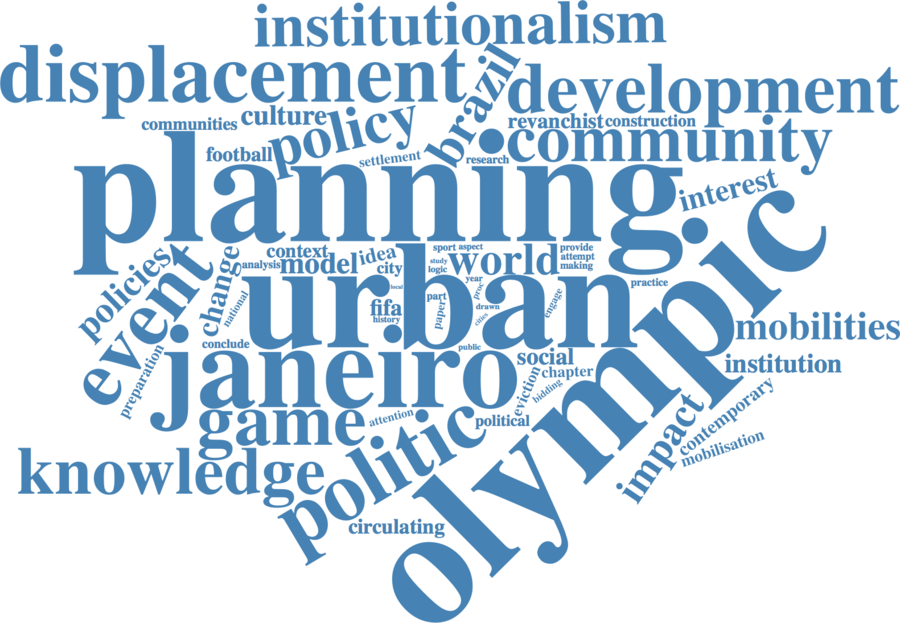 institutionalism
displacement
development
brazil
culture
policy
communities
revanchist
construction
community
football
settlement
research
planning
interest
olympic
policies
event
change
context
analysis
model
idea
city
sport
aspect
study
logic
world
provide
attempt
making
urban
national
local
fifa
history
part
paper
year
proc
drawn
cities
engage
practice
mobilities
preparation
conclude
janeiro
public
social
chapter
institution
eviction
bidding
contemporary
game
attention
politic
political
impact
mobilisation
knowledge
circulating